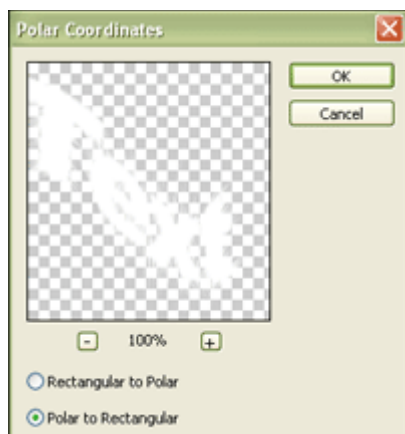 Polar Coordinates
OK
Cancel
- 100% +
Rectangular to Polar
Polar to Rectangular